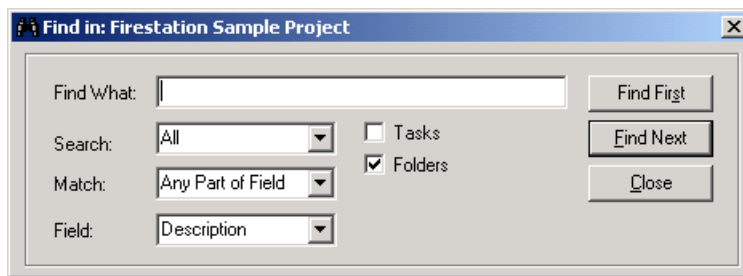 Find in: Firestation Sample Project
Find What: Find First
Search: All Tasks Find Next
Folders
Match: Any Part of Field Close
Field: Description